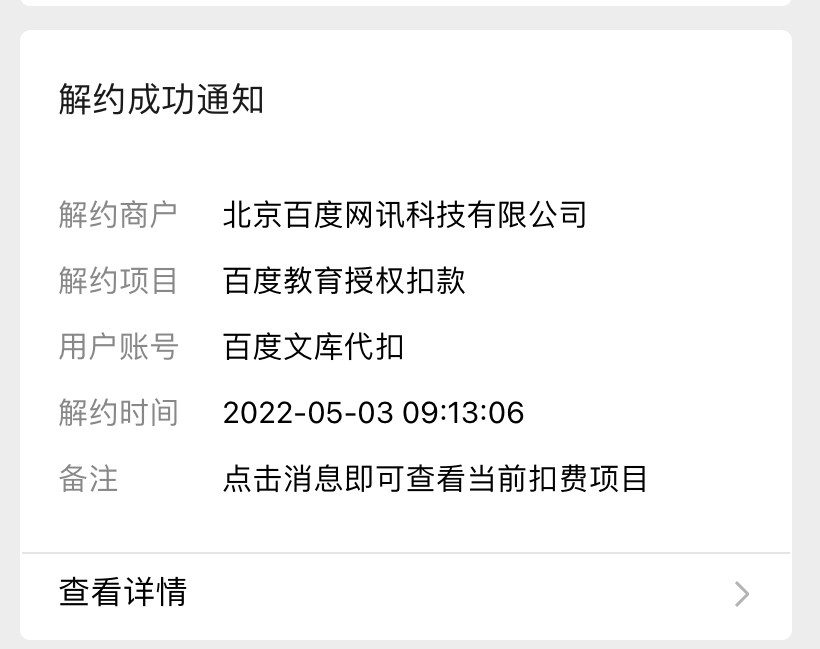 解约成功通知
解约商户 北京百度网讯科技有限公司
解约项目 百度教育授权扣款
用户账号 百度文库代扣
解约时间 2022-05-03 09:13:06
备注 点击消息即可查看当前扣费项目
查看详情